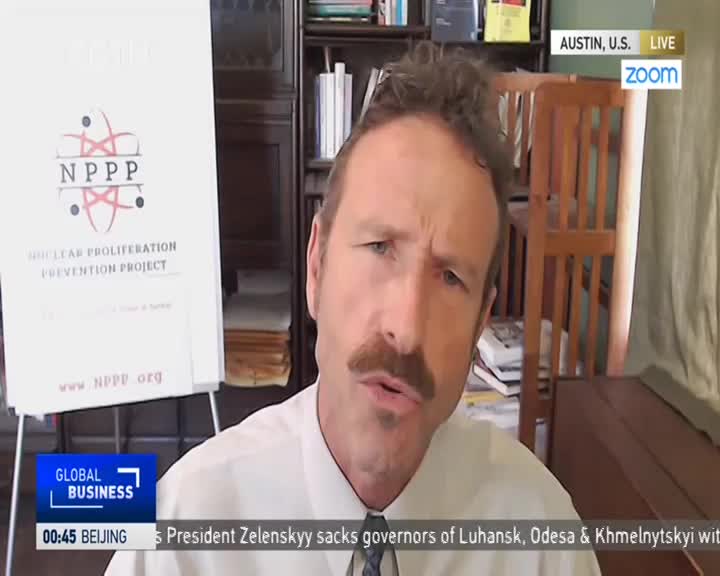 AUSTIN, U.S. LIVE
zoom
NPPP
NUCLEAR PROLIFERATION
PREVENTION PROJECT
www.NPPP.org
GLOBAL
BUSINESS
00:45 BEIJING
s President Zelenskyy sacks governors of Luhansk, Odesa & Khmelnytskyi wit